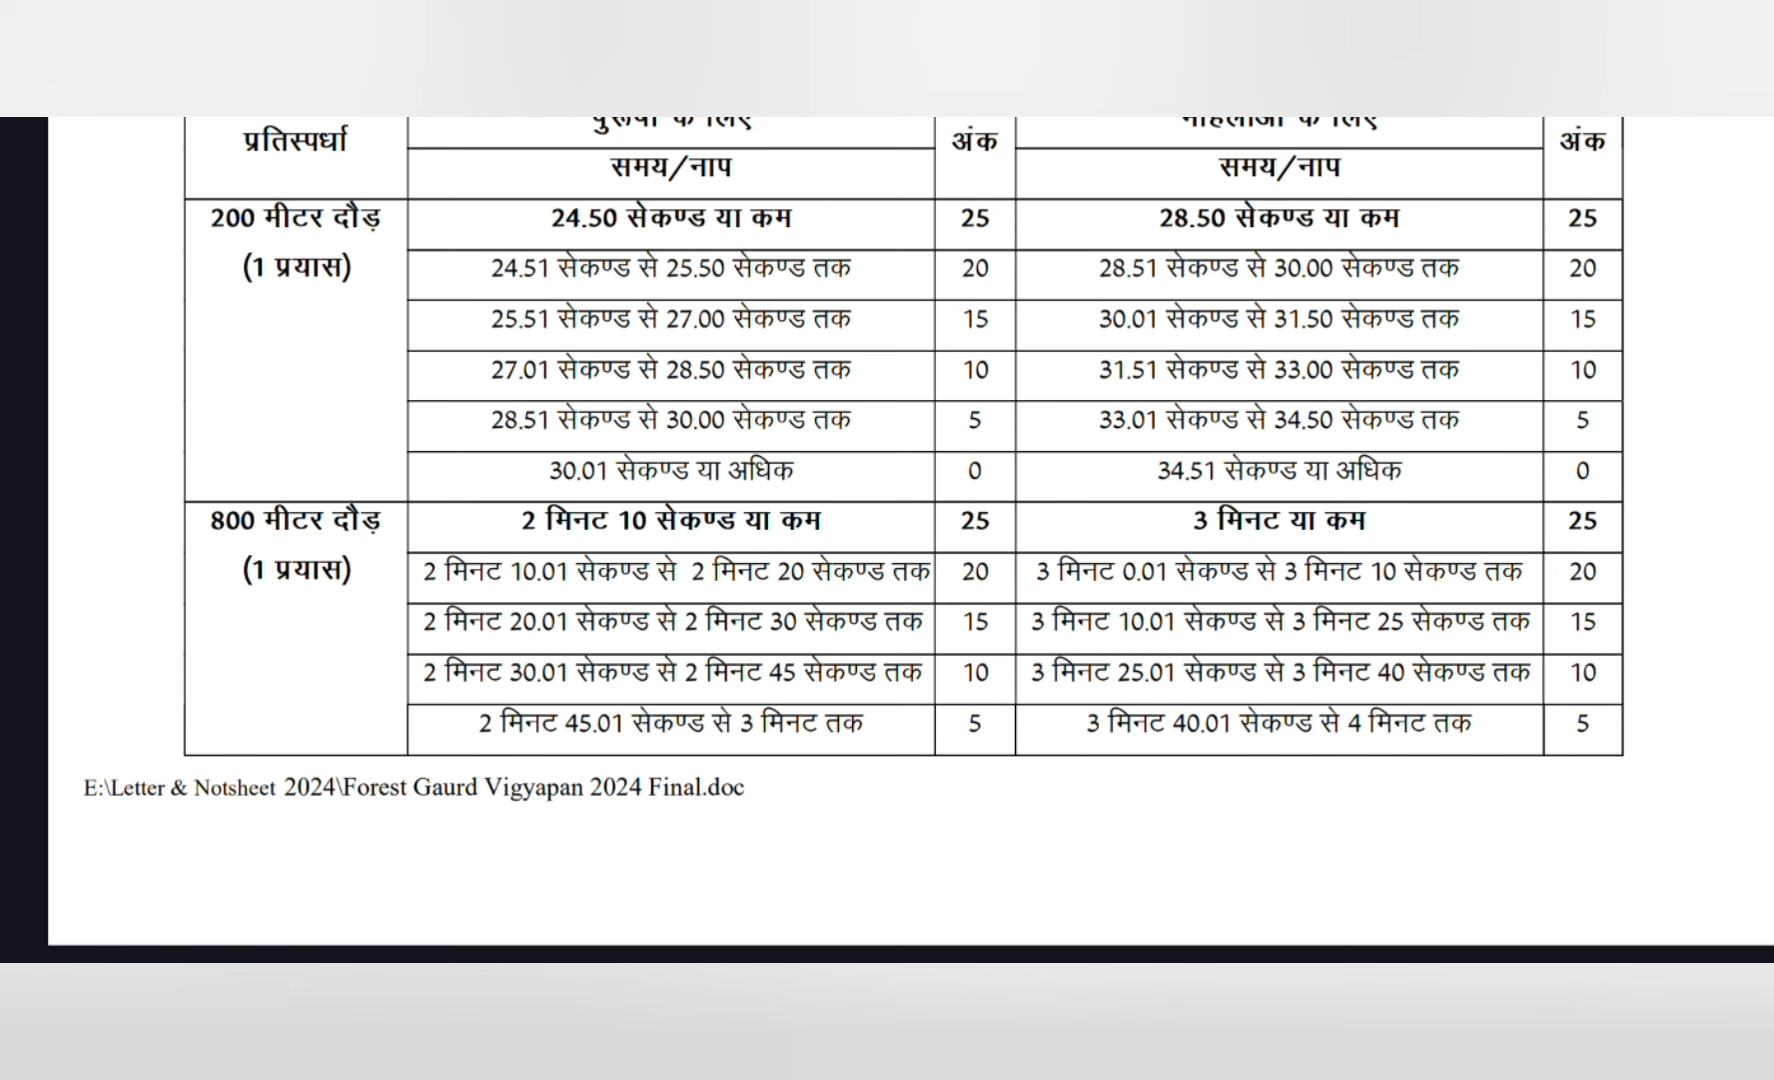 प्रतिस्पर्धा पुरूषों के लिए अंक महिलाओं के लिए अंक
समय/नाप समय/नाप
200 मीटर दौड़ 24.50 सेकण्ड या कम 25 28.50 सेकण्ड या कम 25
(1 प्रयास) 24.51 सेकण्ड से 25.50 सेकण्ड तक 20 28.51 सेकण्ड से 30.00 सेकण्ड तक 20
25.51 सेकण्ड से 27.00 सेकण्ड तक 15 30.01 सेकण्ड से 31.50 सेकण्ड तक 15
27.01 सेकण्ड से 28.50 सेकण्ड तक 10 31.51 सेकण्ड से 33.00 सेकण्ड तक 10
28.51 सेकण्ड से 30.00 सेकण्ड तक 5 33.01 सेकण्ड से 34.50 सेकण्ड तक 5
30.01 सेकण्ड या अधिक 0 34.51 सेकण्ड या अधिक 0
800 मीटर दौड़ 2 मिनट 10 सेकण्ड या कम 25 3 मिनट या कम 25
(1 प्रयास) 2 मिनट 10.01 सेकण्ड से 2 मिनट 20 सेकण्ड तक 20 3 मिनट 0.01 सेकण्ड से 3 मिनट 10 सेकण्ड तक 20
2 मिनट 20.01 सेकण्ड से 2 मिनट 30 सेकण्ड तक 15 3 मिनट 10.01 सेकण्ड से 3 मिनट 25 सेकण्ड तक 15
2 मिनट 30.01 सेकण्ड से 2 मिनट 45 सेकण्ड तक 10 3 मिनट 25.01 सेकण्ड से 3 मिनट 40 सेकण्ड तक 10
2 मिनट 45.01 सेकण्ड से 3 मिनट तक 5 3 मिनट 40.01 सेकण्ड से 4 मिनट तक 5
E:\Letter & Notsheet 2024\Forest Gaurd Vigyapan 2024 Final.doc